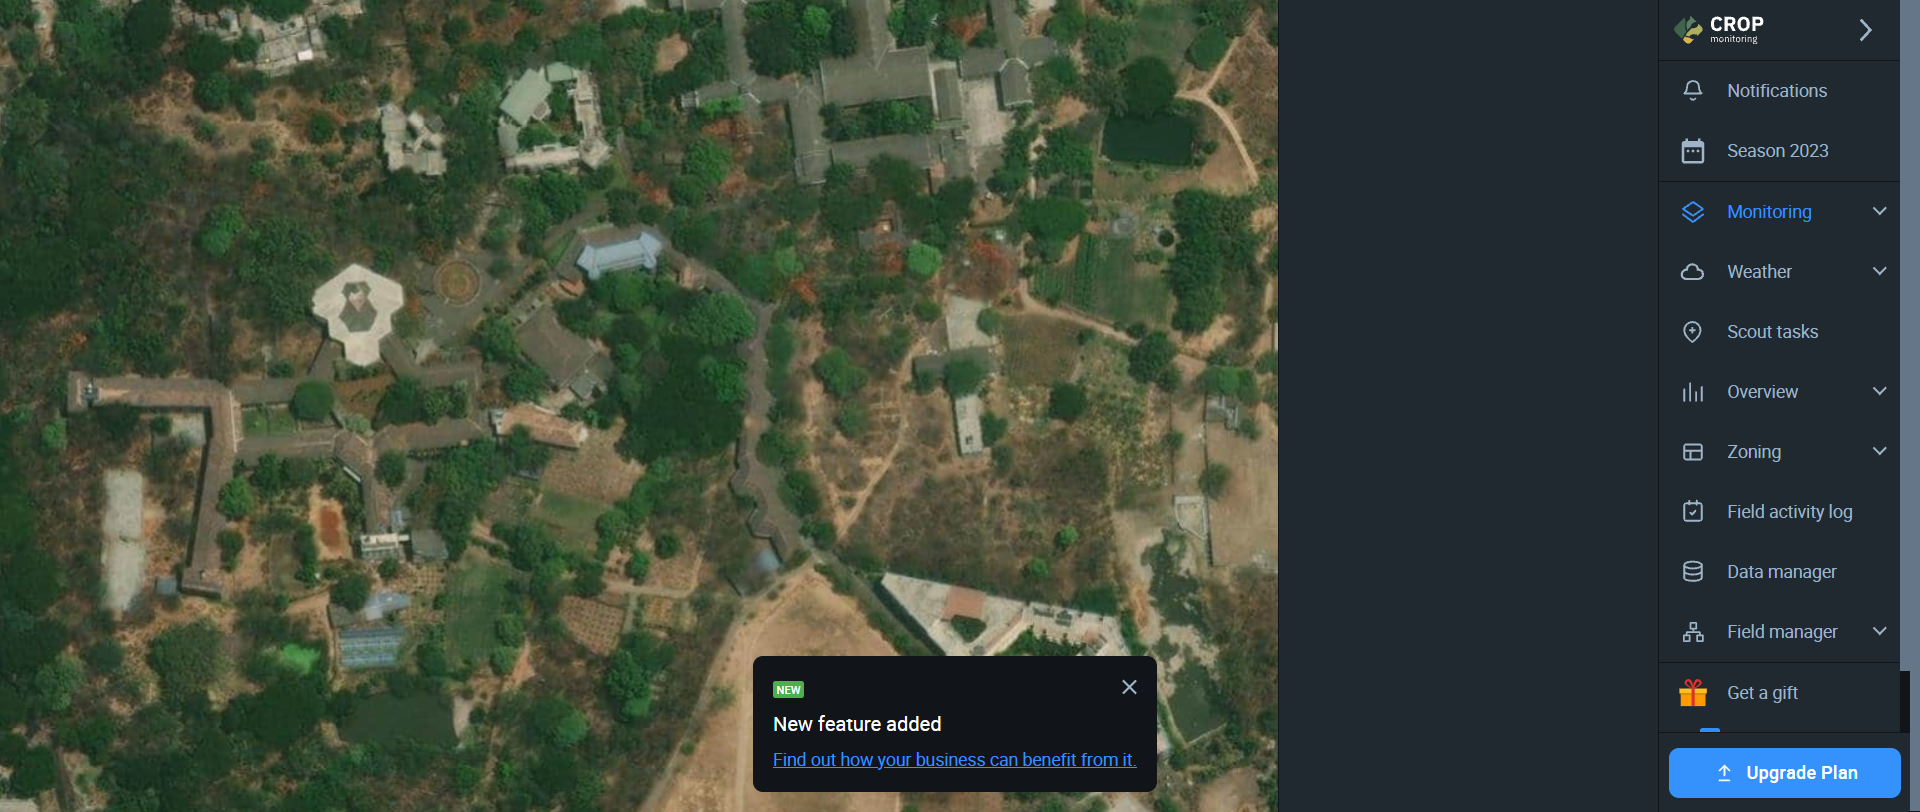 CROP
monitoring
Notifications
Season 2023
Monitoring
Weather
Scout tasks
Overview
Zoning
Field activity log
Data manager
Field manager
Get a gift
Upgrade Plan
NEW
New feature added
Find out how your business can benefit from it.